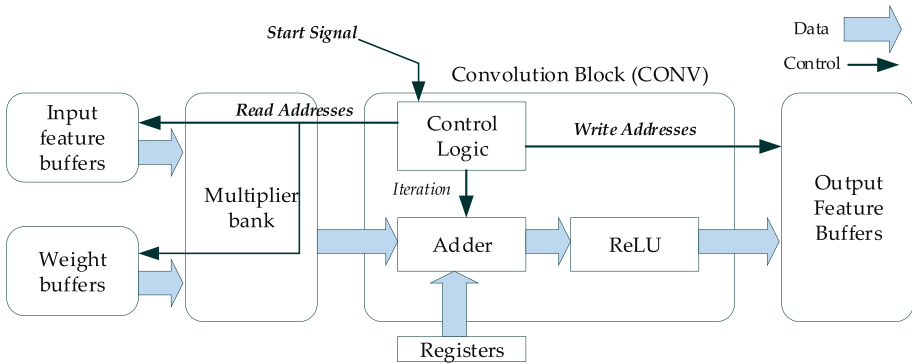 Start Signal
Data
Control
Convolution Block (CONV)
Input
feature
buffers
Read Addresses
Control
Logic
Write Addresses
Iteration
Multiplier
bank
Output
Feature
Buffers
Weight
buffers
Adder
ReLU
Registers